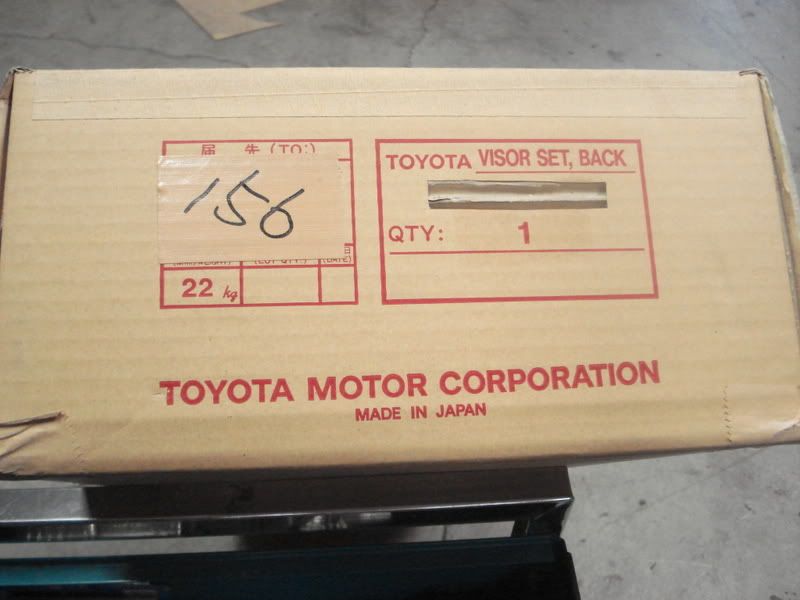 届 先 (TO:)
156
22 kg
TOYOTA VISOR SET, BACK
QTY: 1
TOYOTA MOTOR CORPORATION
MADE IN JAPAN